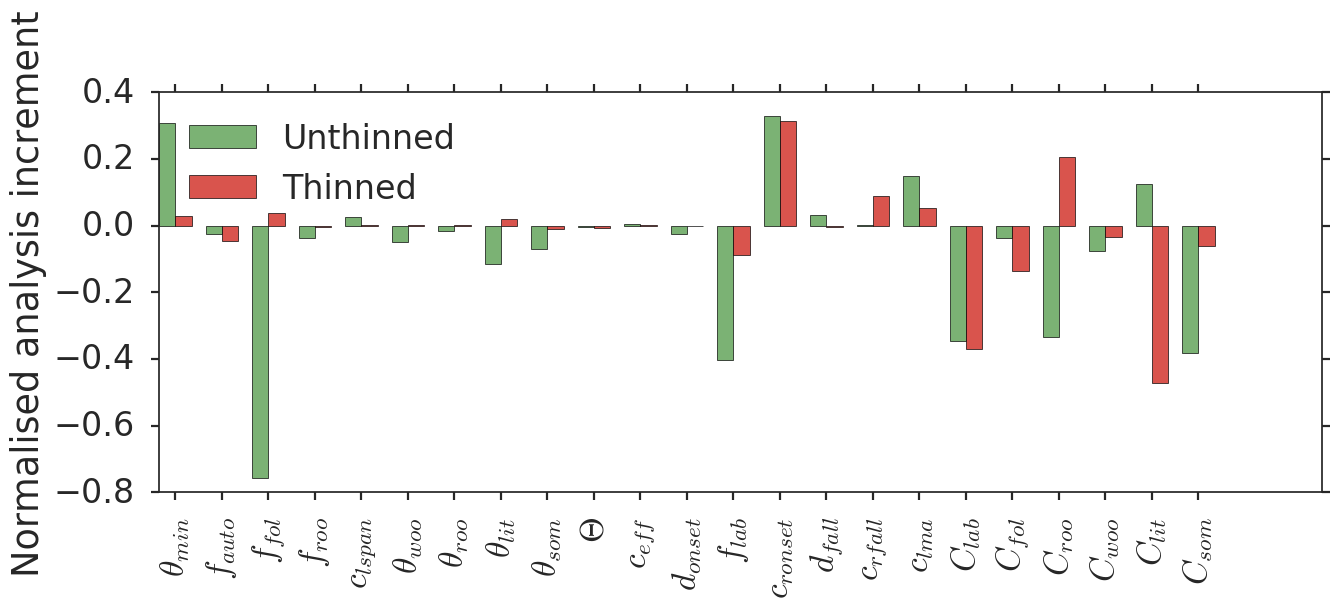 Normalised analysis increment
0.4
0.2
0.0
−0.2
−0.4
−0.6
−0.8
Unthinned
Thinned
θmin
fauto
ffol
froo
clspan
θwoo
θroo
θlit
θsom
Θ
ceff
donset
flab
cronset
dfall
crfall
clma
Clab
Cfol
Croo
Cwoo
Clit
Csom